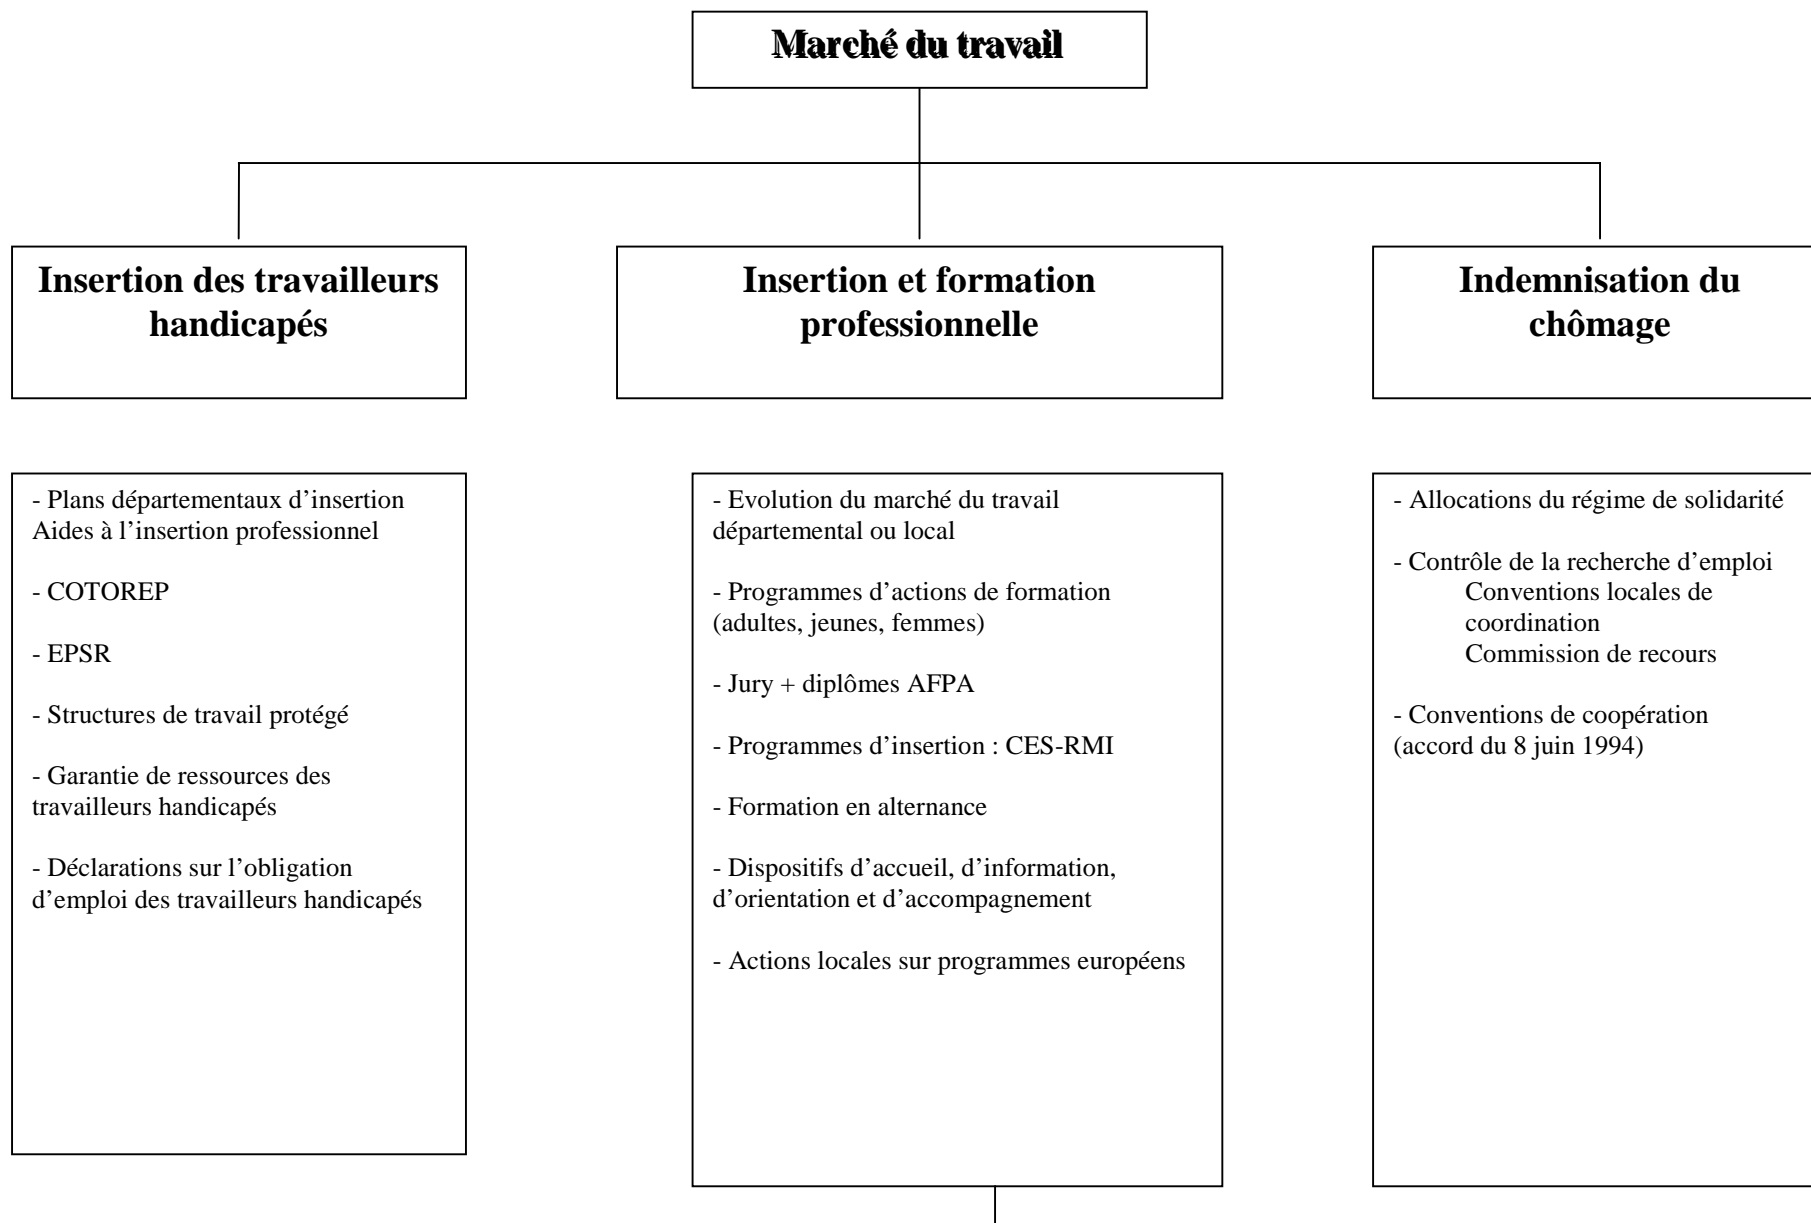 Marché du travail
Insertion des travailleurs
handicapés
Insertion et formation
professionnelle
Indemnisation du
chômage
- Plans départementaux d’insertion
Aides à l’insertion professionnel
- COTOREP
- EPSR
- Structures de travail protégé
- Garantie de ressources des
travailleurs handicapés
- Déclarations sur l’obligation
d’emploi des travailleurs handicapés
- Evolution du marché du travail
départemental ou local
- Programmes d’actions de formation
(adultes, jeunes, femmes)
- Jury + diplômes AFPA
- Programmes d’insertion : CES-RMI
- Formation en alternance
- Dispositifs d’accueil, d’information,
d’orientation et d’accompagnement
- Actions locales sur programmes européens
- Allocations du régime de solidarité
- Contrôle de la recherche d’emploi
Conventions locales de
coordination
Commission de recours
- Conventions de coopération
(accord du 8 juin 1994)